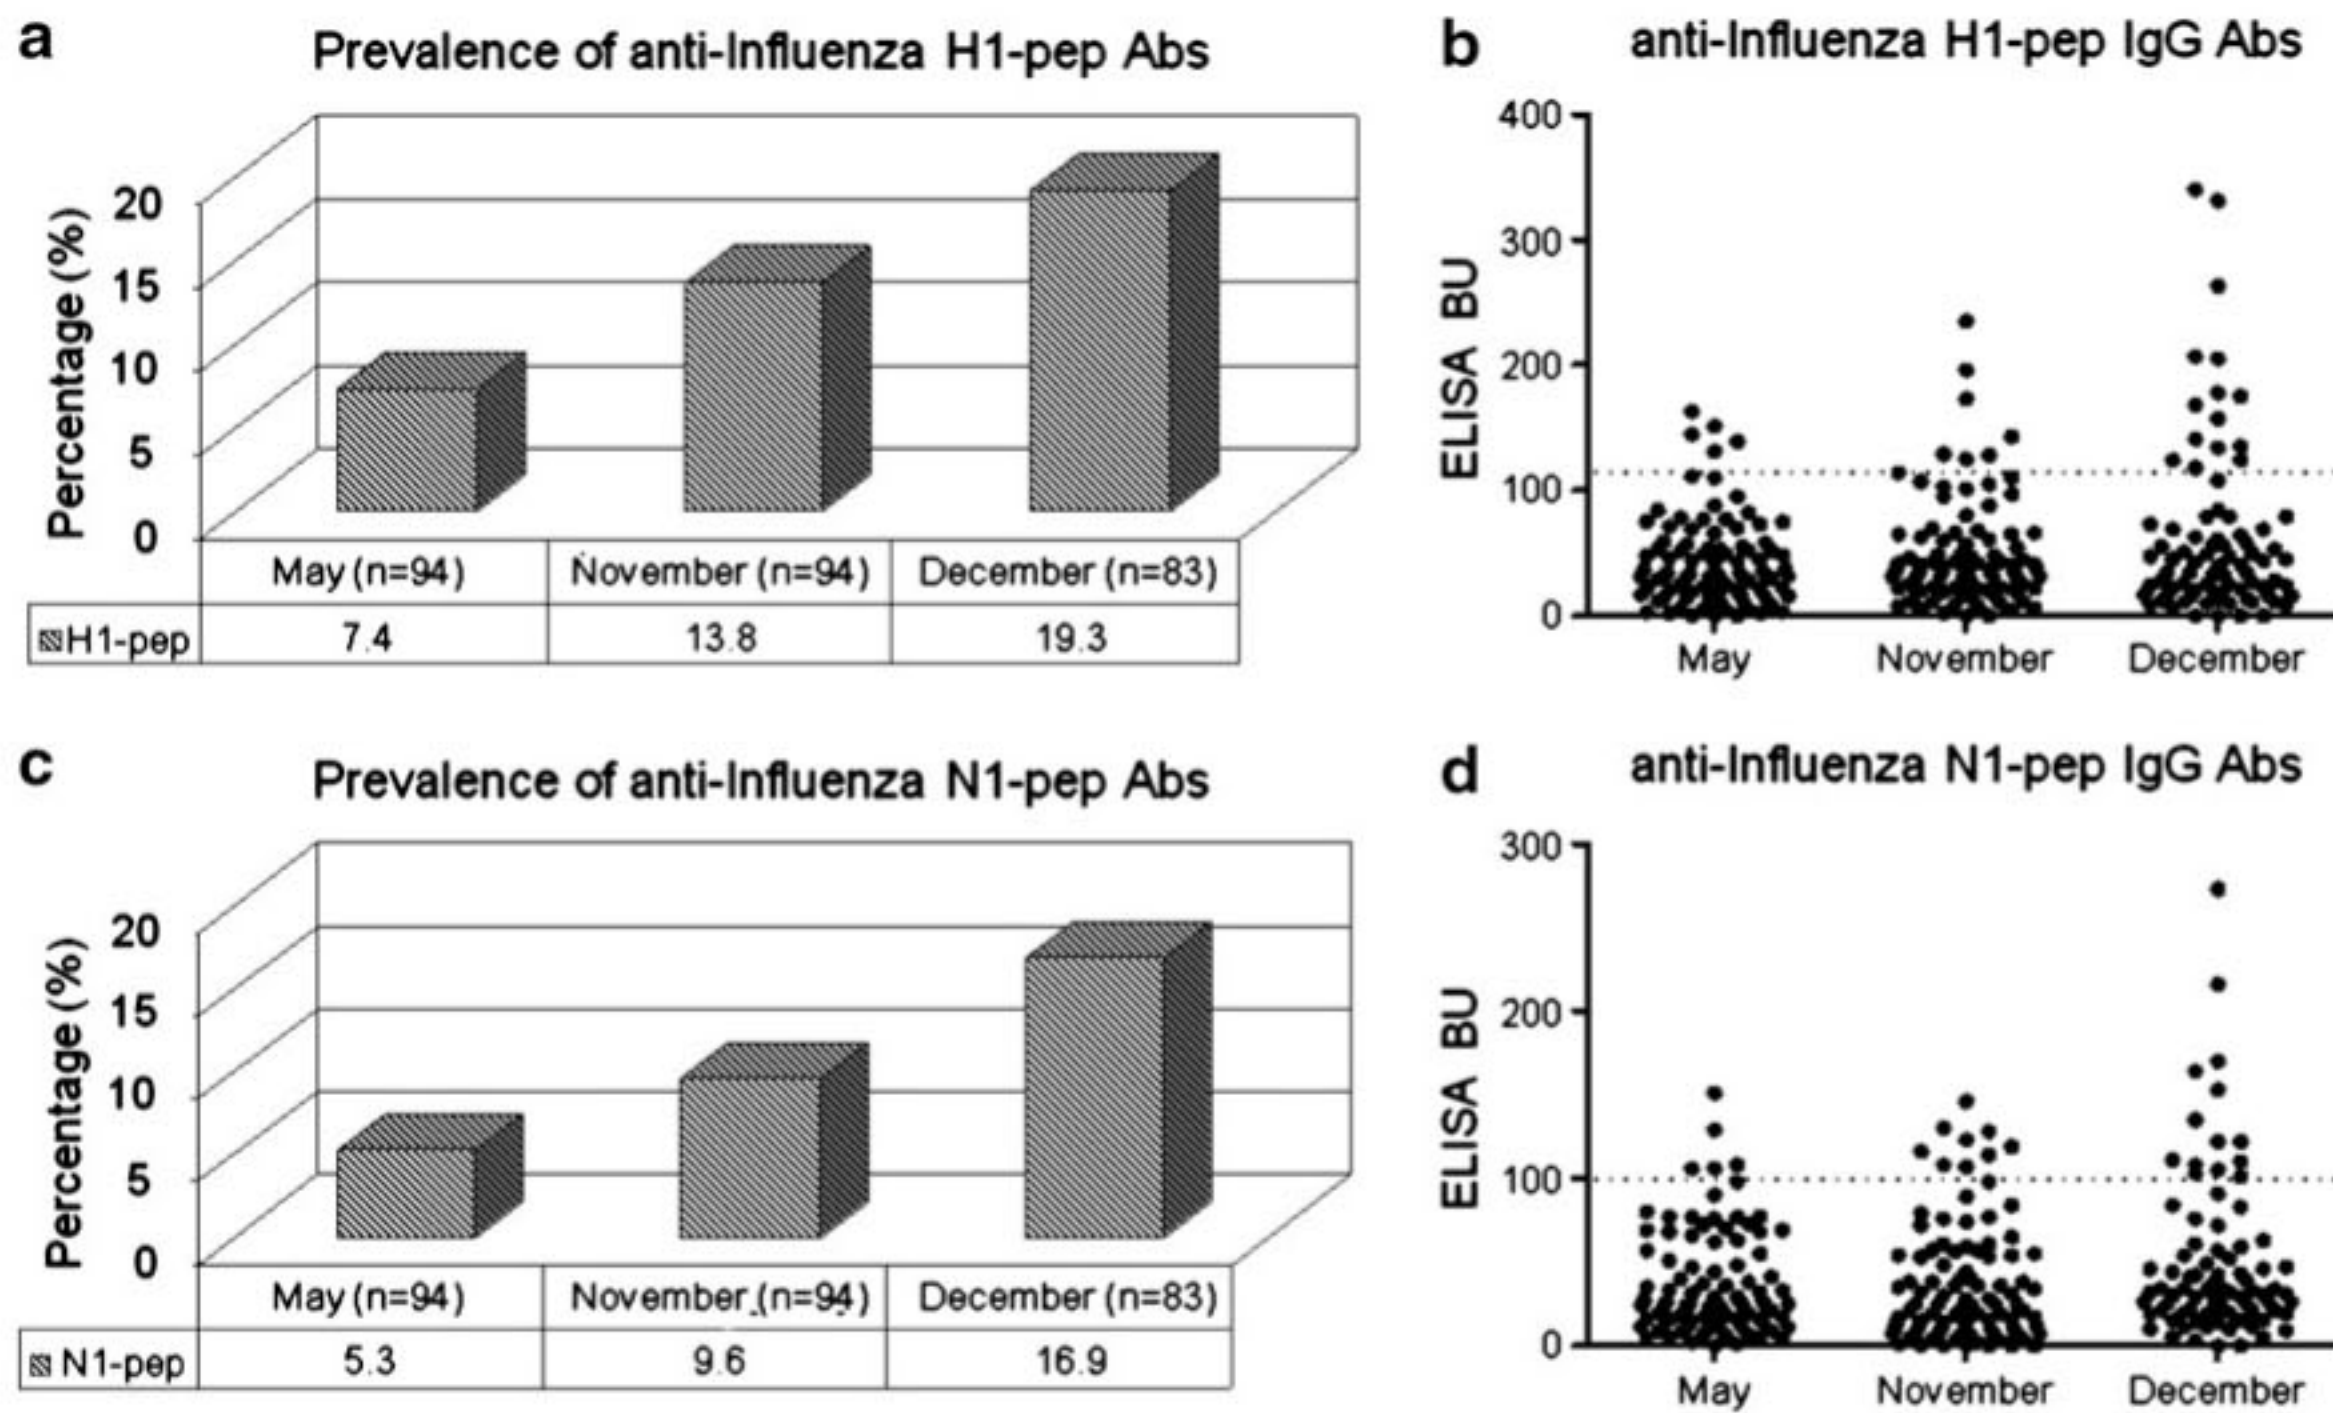 a
Prevalence of anti-Influenza H1-pep Abs
Percentage (%)
20
15
10
5
0
May (n=94) November (n=94) December (n=83)
H1-pep 7.4 13.8 19.3
b
anti-Influenza H1-pep IgG Abs
ELISA BU
400
300
200
100
0
May November December
c
Prevalence of anti-Influenza N1-pep Abs
Percentage (%)
20
15
10
5
0
May (n=94) November (n=94) December (n=83)
N1-pep 5.3 9.6 16.9
d
anti-Influenza N1-pep IgG Abs
ELISA BU
300
200
100
0
May November December